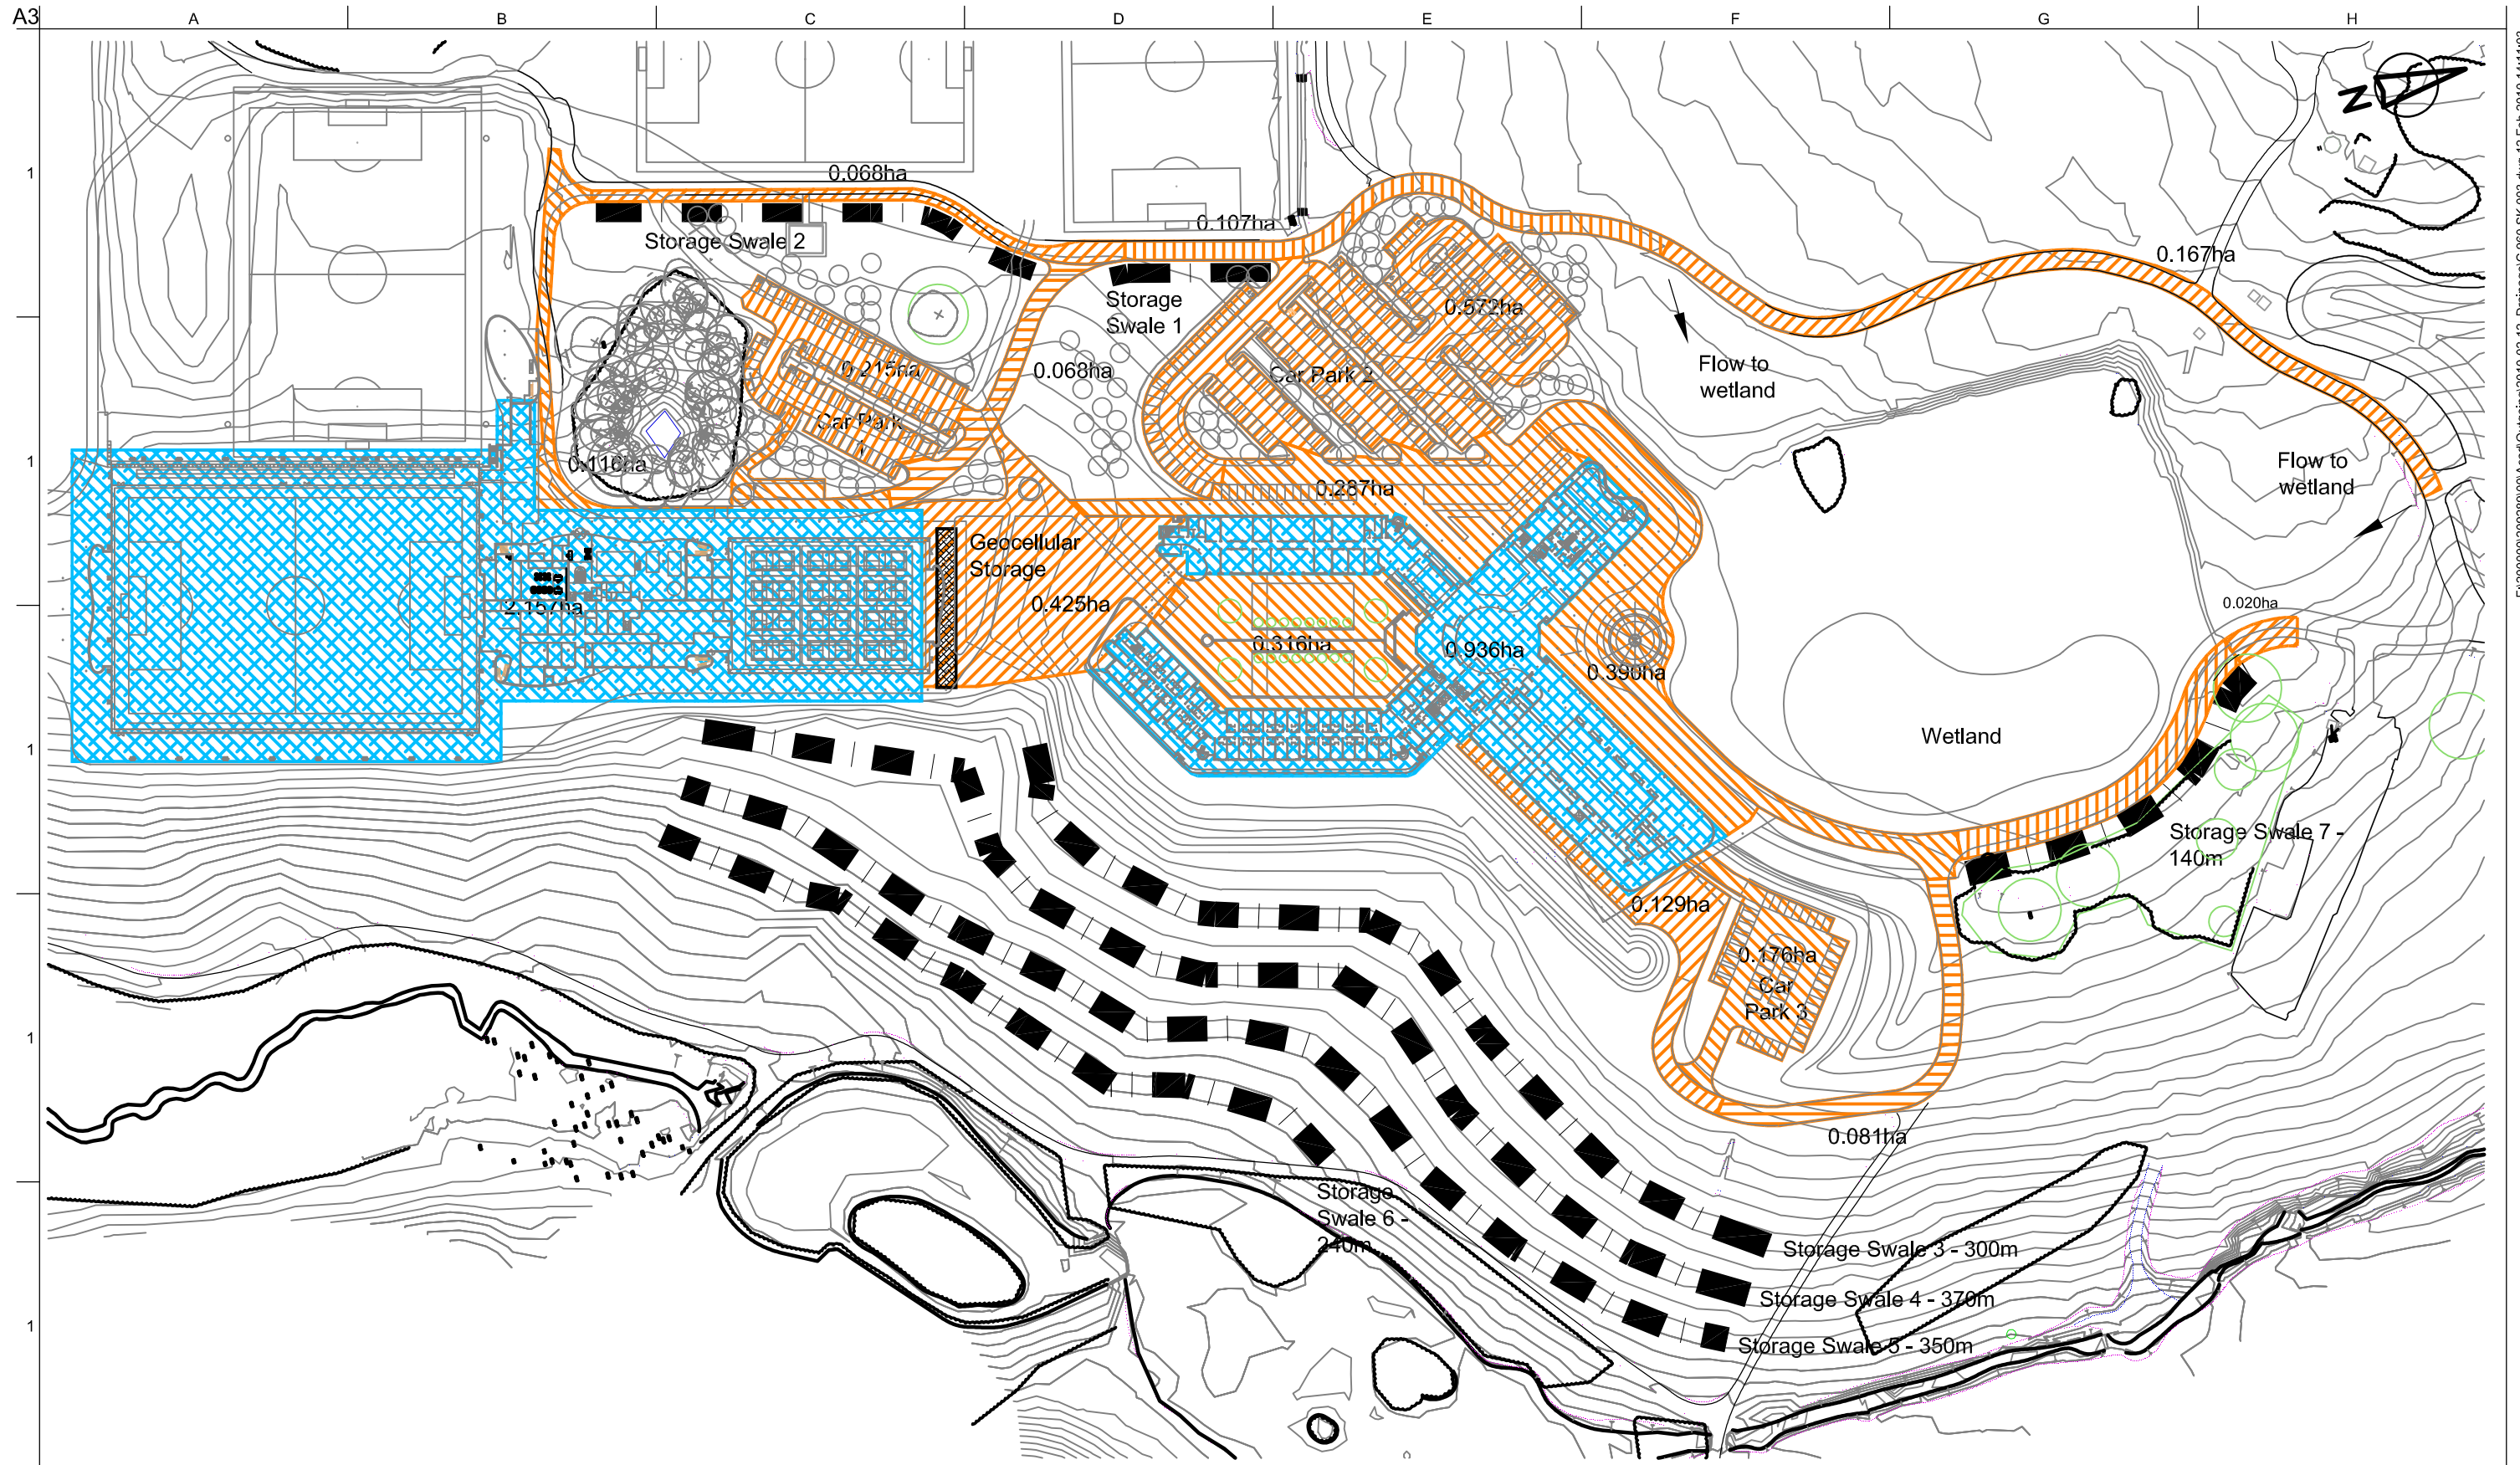 A3
A B C D E F G H
1
0.068ha
0.107ha
Storage Swale 2
0.167ha
N
Storage
Swale 1
0.572ha
0.215ha
0.068ha
Car Park 2
Flow to
wetland
Car Park
1
1
0.116ha
0.287ha
Flow to
wetland
Geocellular
Storage
2.157ha
0.425ha
0.020ha
0.316ha
0.936ha
0.390ha
1
Wetland
Storage Swale 7 -
140m
0.129ha
0.176ha
Car
Park 3
1
0.081ha
Storage
Swale 6 -
240m
Storage Swale 3 - 300m
Storage Swale 4 - 370m
1
Storage Swale 5 - 350m